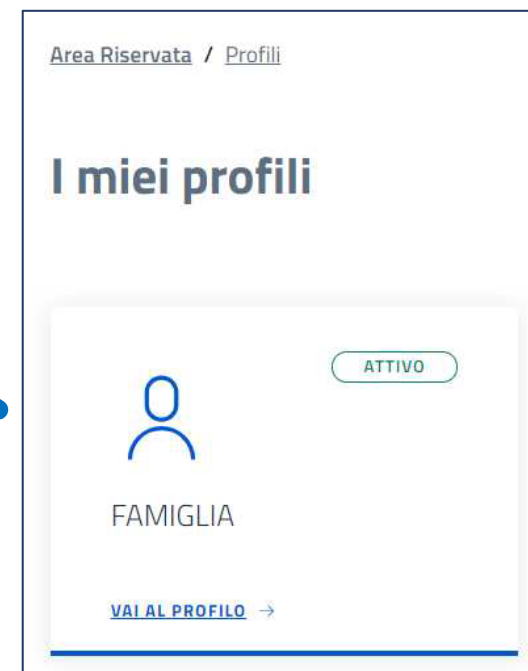 Area Riservata / Profili
I miei profili
ATTIVO
FAMIGLIA
VAI AL PROFILO →